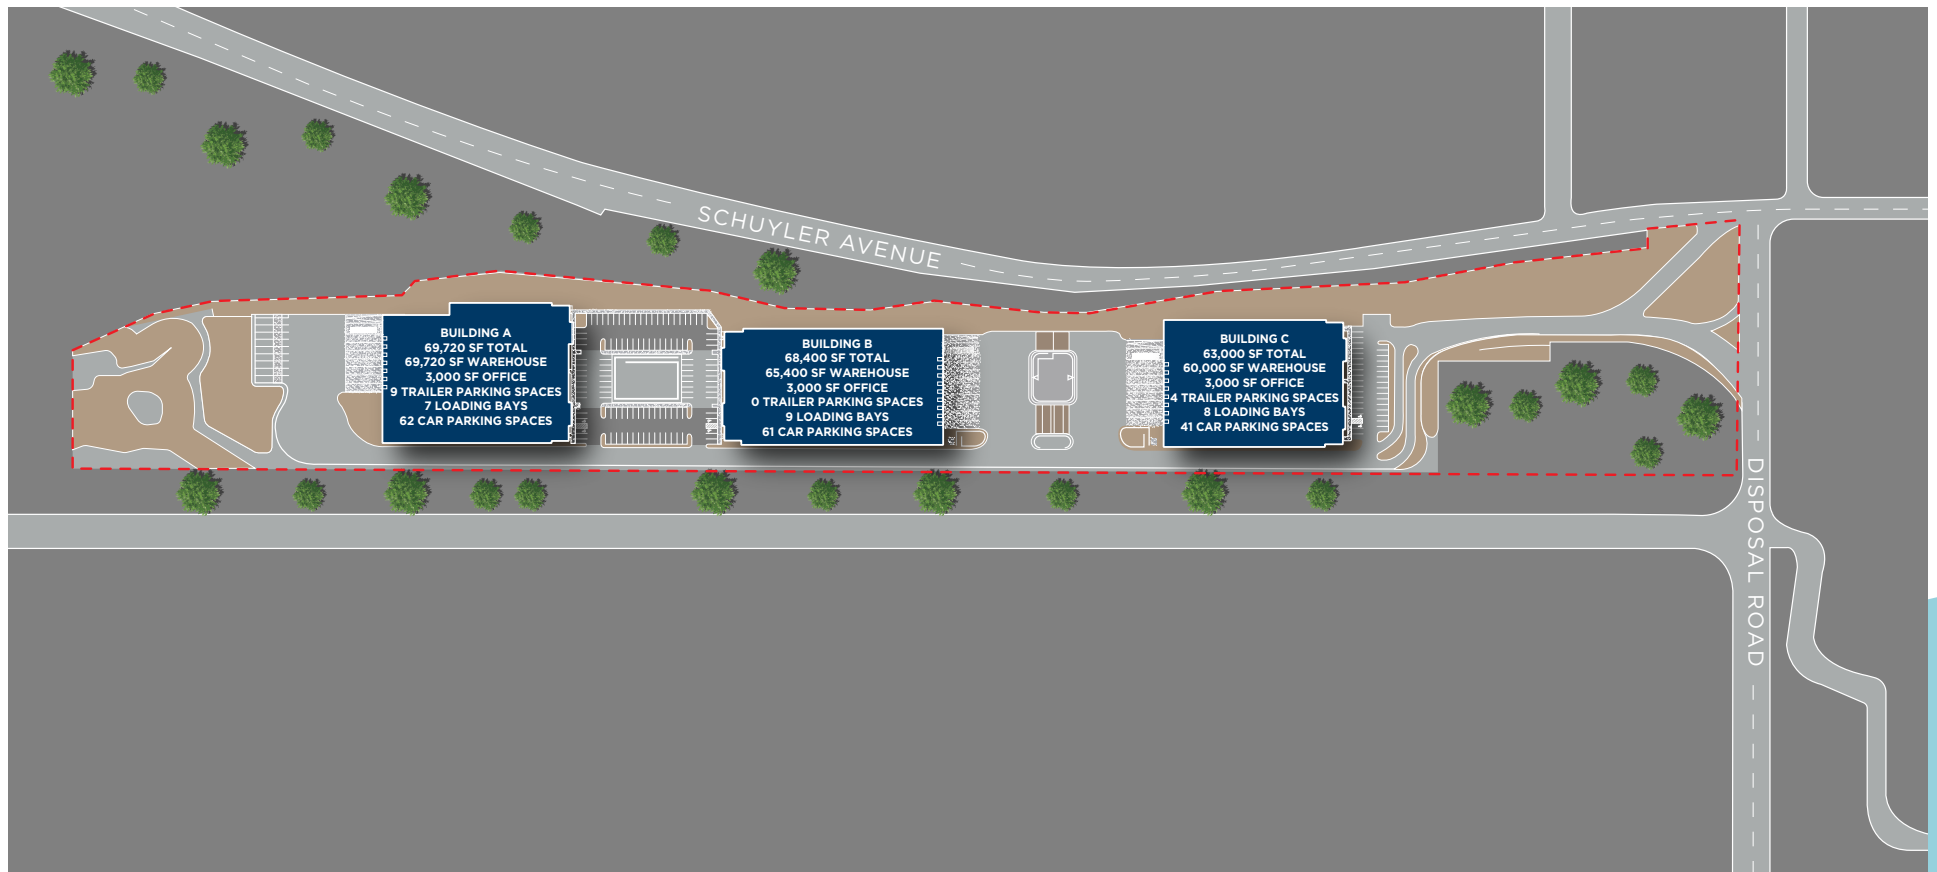 SCHUYLER AVENUE
BUILDING A
69,720 SF TOTAL
69,720 SF WAREHOUSE
3,000 SF OFFICE
9 TRAILER PARKING SPACES
7 LOADING BAYS
62 CAR PARKING SPACES
BUILDING B
68,400 SF TOTAL
65,400 SF WAREHOUSE
3,000 SF OFFICE
0 TRAILER PARKING SPACES
9 LOADING BAYS
61 CAR PARKING SPACES
BUILDING C
63,000 SF TOTAL
60,000 SF WAREHOUSE
3,000 SF OFFICE
4 TRAILER PARKING SPACES
8 LOADING BAYS
41 CAR PARKING SPACES
DISPOSAL ROAD